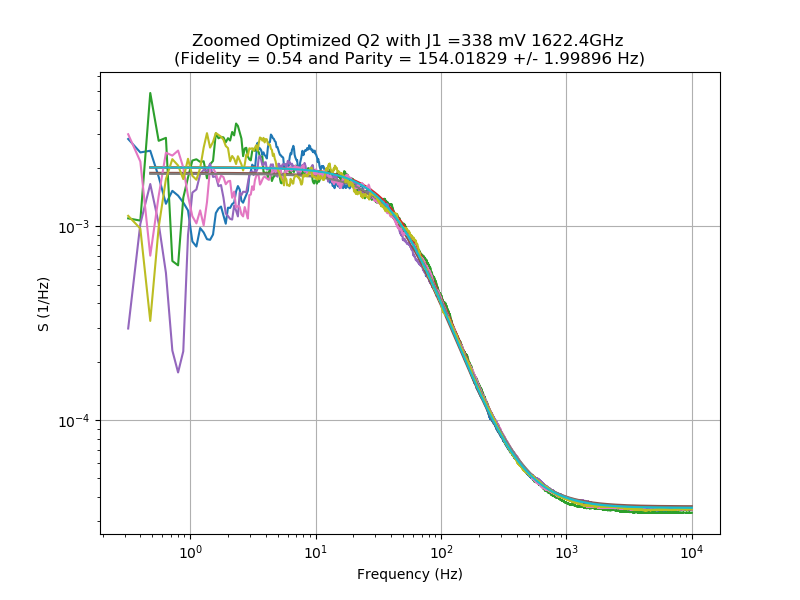 Zoomed Optimized Q2 with J1 =338 mV 1622.4GHz
(Fidelity = 0.54 and Parity = 154.01829 +/- 1.99896 Hz)
S (1/Hz)
10⁻³
10⁻⁴
10⁰ 10¹ 10² 10³ 10⁴
Frequency (Hz)